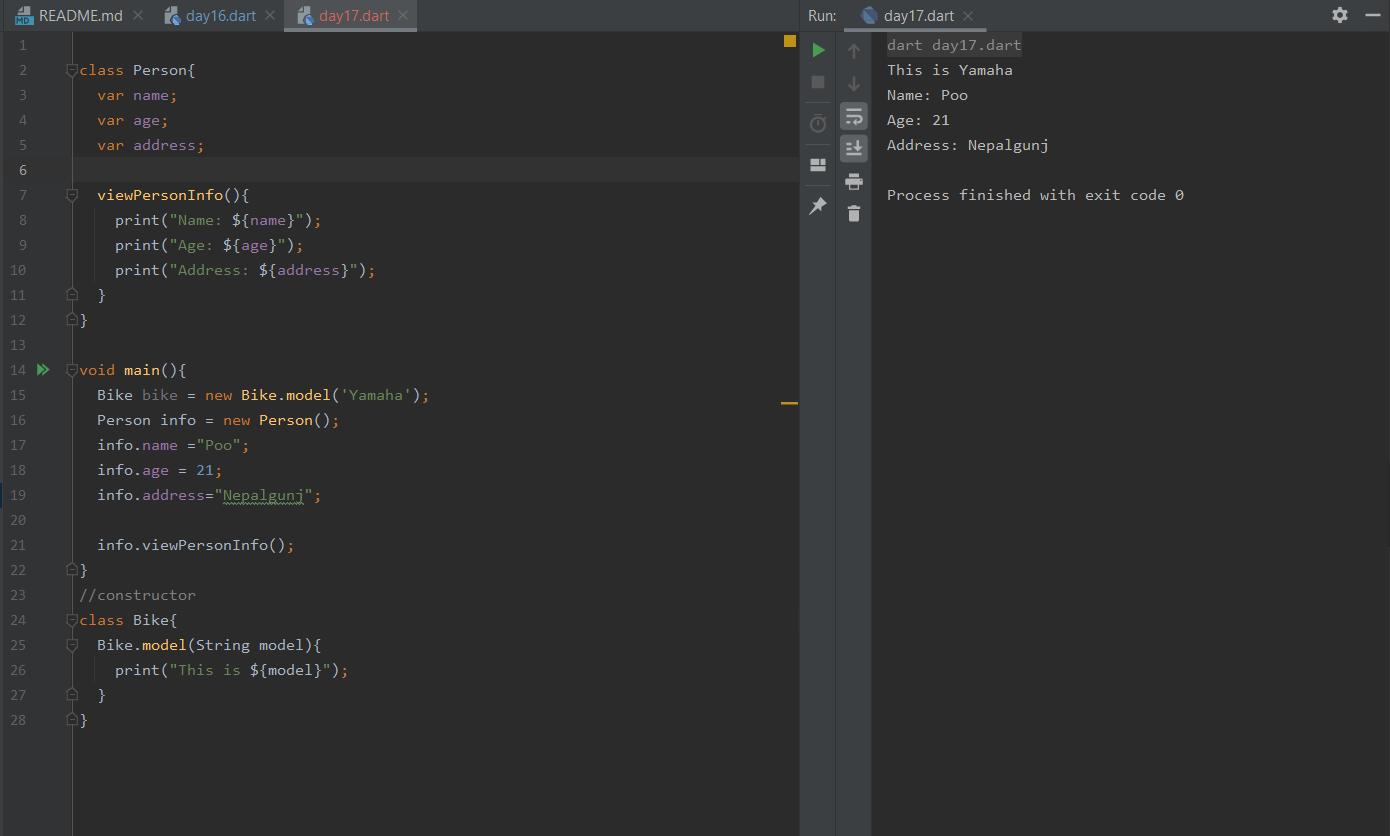 README.md
day16.dart
day17.dart
1
2 class Person{
3   var name;
4   var age;
5   var address;
6
7   viewPersonInfo(){
8     print("Name: ${name}");
9     print("Age: ${age}");
10     print("Address: ${address}");
11   }
12 }
13
14 void main(){
15   Bike bike = new Bike.model('Yamaha');
16   Person info = new Person();
17   info.name ="Poo";
18   info.age = 21;
19   info.address="Nepalgunj";
20
21   info.viewPersonInfo();
22 }
23 //constructor
24 class Bike{
25   Bike.model(String model){
26     print("This is ${model}");
27   }
28 }
Run: day17.dart
dart day17.dart
This is Yamaha
Name: Poo
Age: 21
Address: Nepalgunj
Process finished with exit code 0